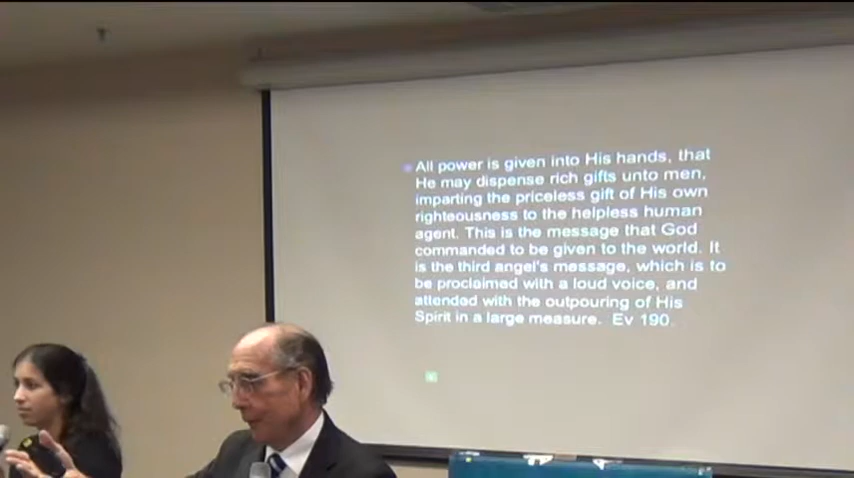 All power is given into His hands, that
He may dispense rich gifts unto men,
imparting the priceless gift of His own
righteousness to the helpless human
agent. This is the message that God
commanded to be given to the world. It
is the third angel's message, which is to
be proclaimed with a loud voice, and
attended with the outpouring of His
Spirit in a large measure. Ev 190.